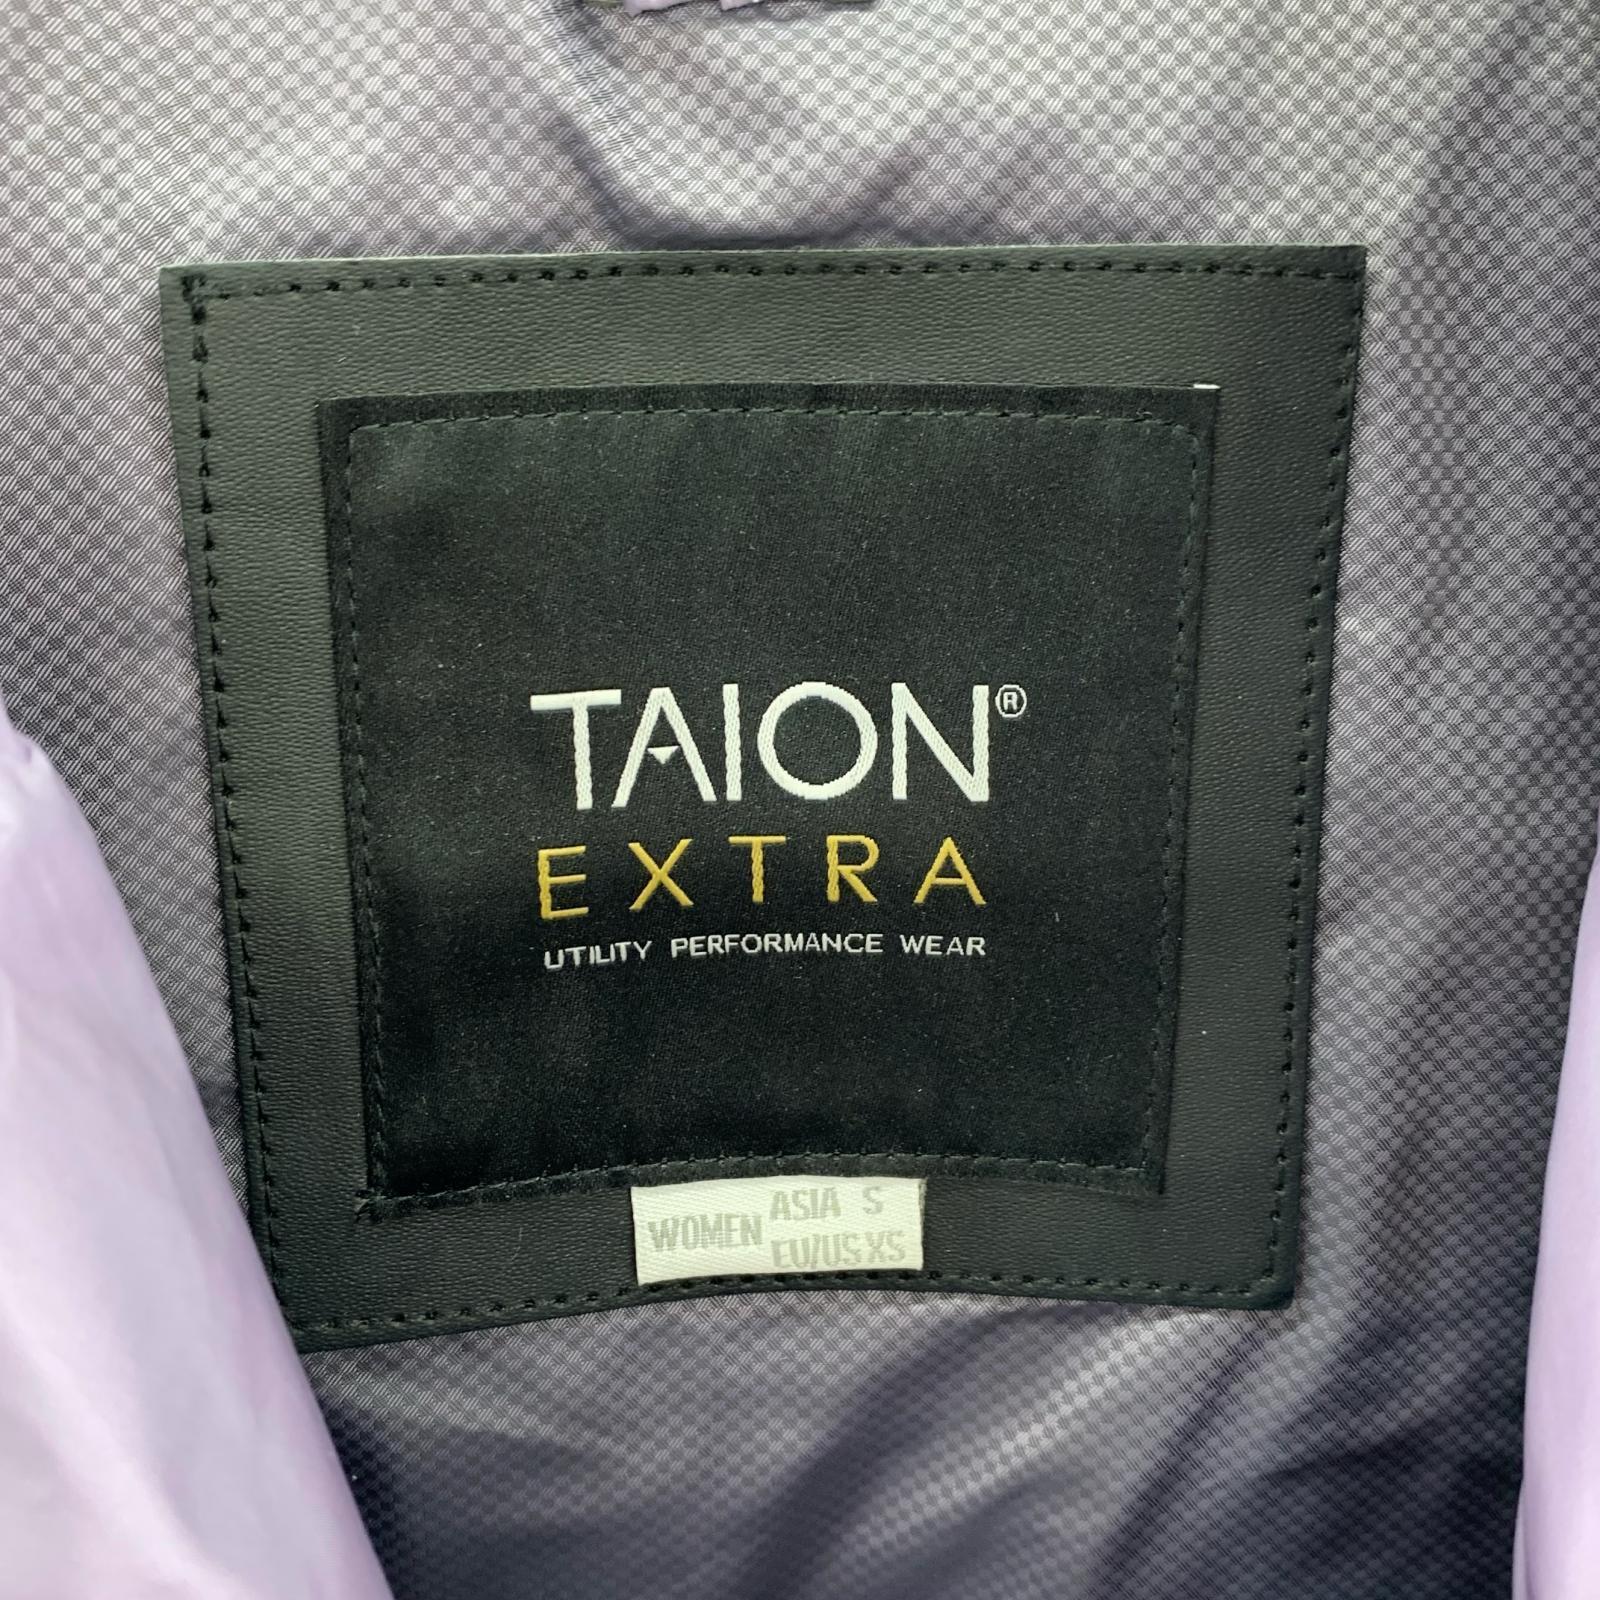 TAION®
EXTRA
UTILITY PERFORMANCE WEAR
WOMEN
ASIA S
EU/US XS